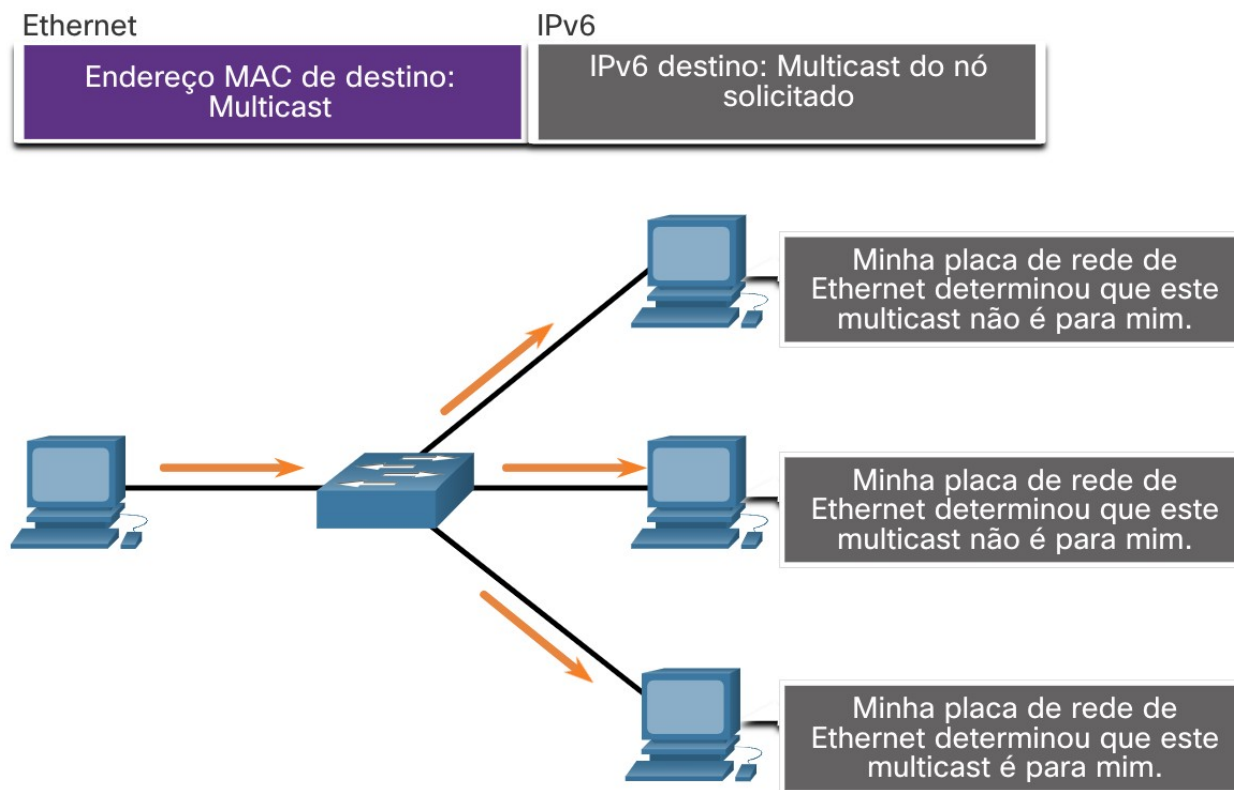 Ethernet
IPv6
Endereço MAC de destino:
Multicast
IPv6 destino: Multicast do nó
solicitado
Minha placa de rede de
Ethernet determinou que este
multicast não é para mim.
Minha placa de rede de
Ethernet determinou que este
multicast não é para mim.
Minha placa de rede de
Ethernet determinou que este
multicast é para mim.